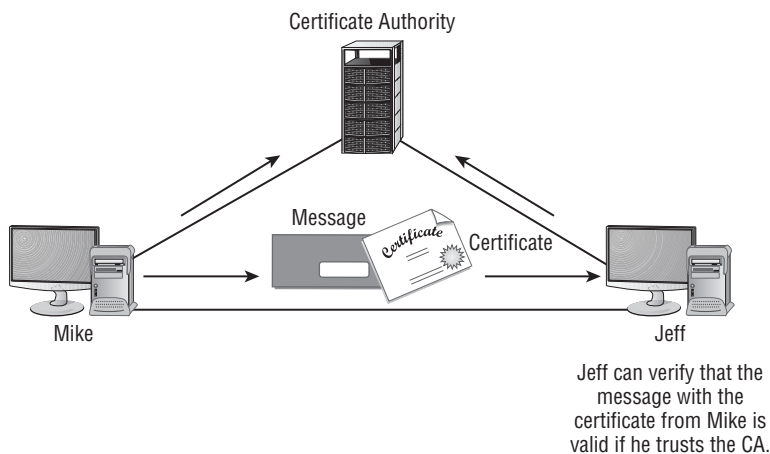 Certificate Authority
Message
Certificate
Certificate
Mike
Jeff
Jeff can verify that the
message with the
certificate from Mike is
valid if he trusts the CA.